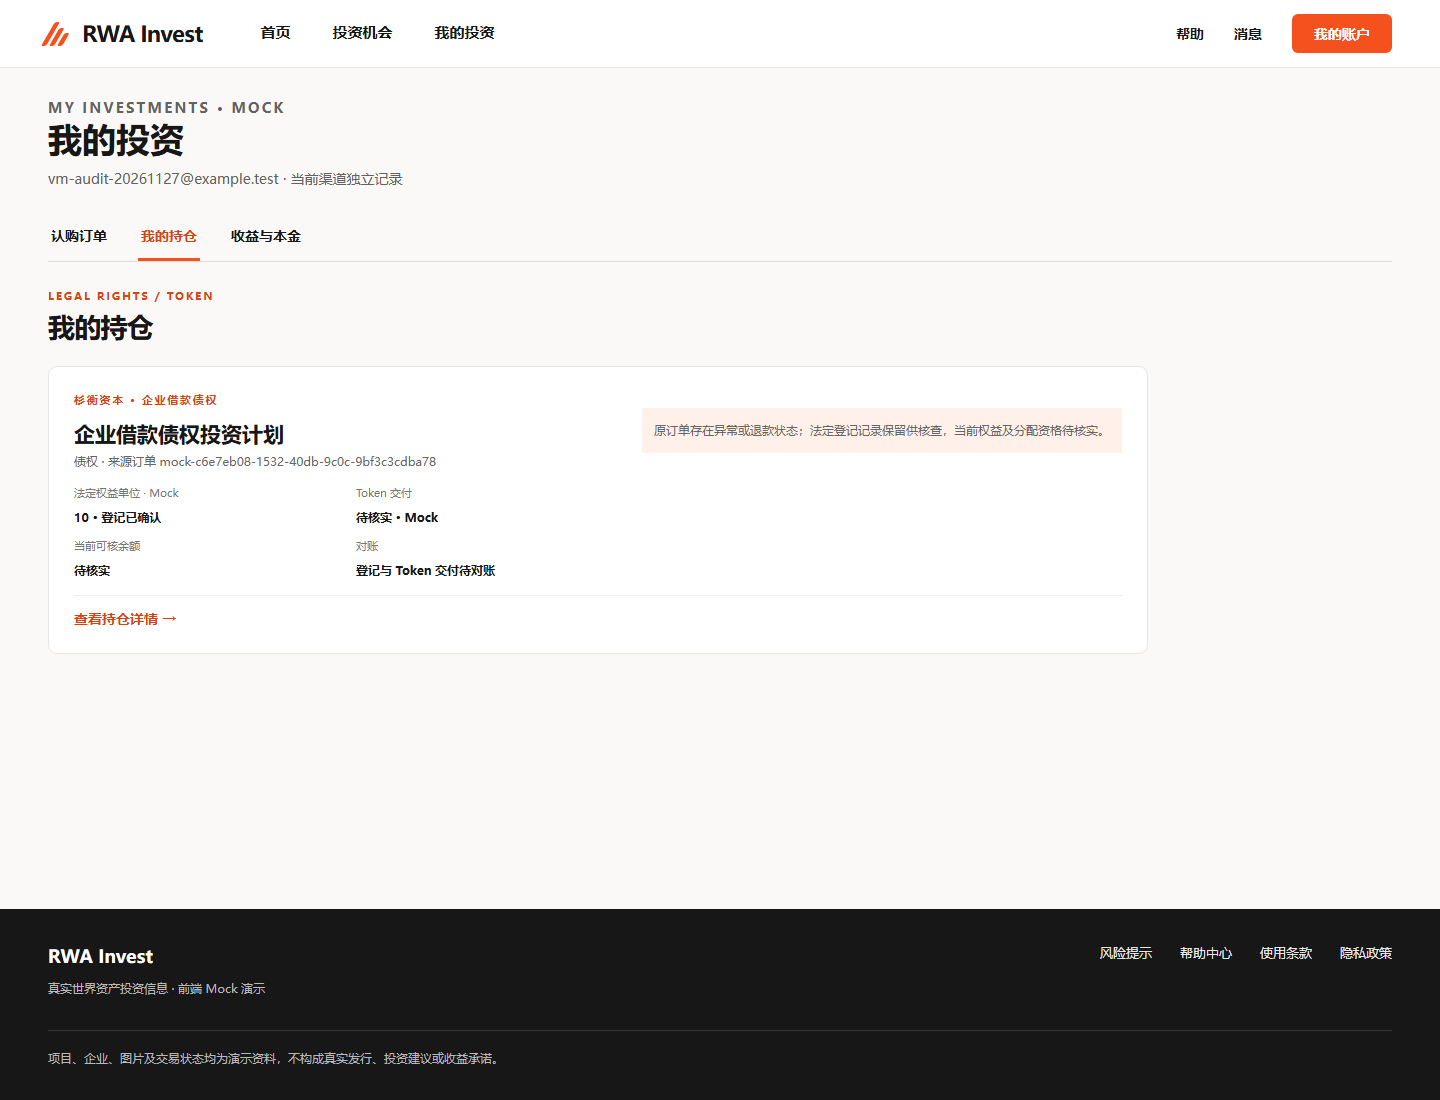 RWA Invest
首页 投资机会 我的投资
帮助 消息 我的账户
MY INVESTMENTS • MOCK
我的投资
vm-audit-20261127@example.test · 当前渠道独立记录
认购订单 我的持仓 收益与本金
LEGAL RIGHTS / TOKEN
我的持仓
杉衡资本 • 企业借款债权
企业借款债权投资计划
债权 · 来源订单 mock-c6e7eb08-1532-40db-9c0c-9bf3c3cdba78
原订单存在异常或退款状态；法定登记记录保留供核查，当前权益及分配资格待核实。
法定权益单位 · Mock Token 交付
10 • 登记已确认 待核实 • Mock
当前可核余额 对账
待核实 登记与 Token 交付待对账
查看持仓详情 →
RWA Invest
风险提示 帮助中心 使用条款 隐私政策
真实世界资产投资信息 · 前端 Mock 演示
项目、企业、图片及交易状态均为演示资料，不构成真实发行、投资建议或收益承诺。